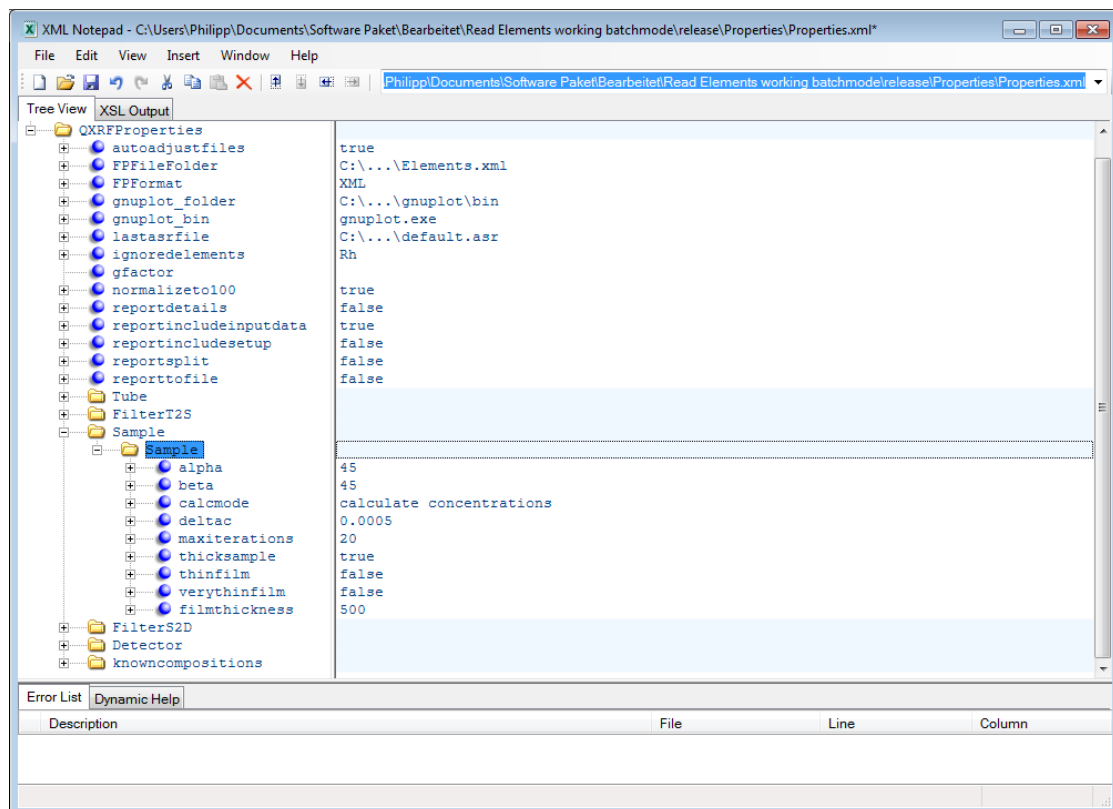 XML Notepad - C:\Users\Philipp\Documents\Software Paket\Bearbeitet\Read Elements working batchmode\release\Properties\Properties.xml*
File Edit View Insert Window Help
Philipp\Documents\Software Paket\Bearbeitet\Read Elements working batchmode\release\Properties\Properties.xml
Tree View XSL Output
QXRFProperties
autoadjustfiles true
FPFileFolder C:\...\Elements.xml
FPFormat XML
gnuplot_folder C:\...\gnuplot\bin
gnuplot_bin gnuplot.exe
lastasrfile C:\...\default.asr
ignoredelements Rh
gfactor
normalizeto100 true
reportdetails false
reportincludeinputdata true
reportincludesetup false
reportsplit false
reporttofile false
Tube
FilterT2S
Sample
Sample
alpha 45
beta 45
calcmode calculate concentrations
deltac 0.0005
maxiterations 20
thicksample true
thinfilm false
verythinfilm false
filmthickness 500
FilterS2D
Detector
knowncompositions
Error List Dynamic Help
Description File Line Column